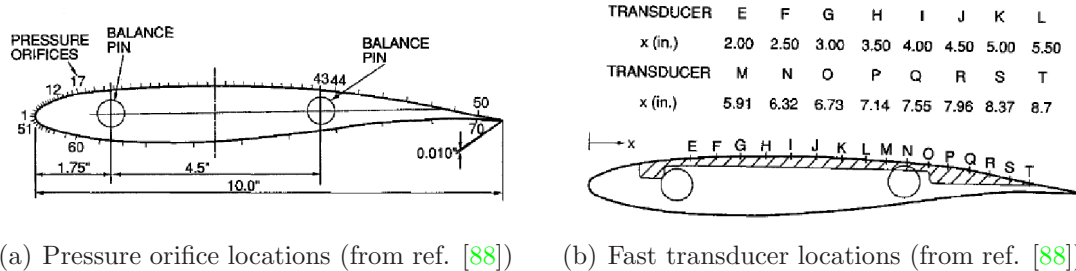 PRESSURE
ORIFICES
BALANCE
PIN
BALANCE
PIN
17
12
1
51
60
43 44
50
70
0.010"
1.75"
4.5"
10.0"
(a) Pressure orifice locations (from ref. [88])
TRANSDUCER E F G H I J K L
x (in.) 2.00 2.50 3.00 3.50 4.00 4.50 5.00 5.50
TRANSDUCER M N O P Q R S T
x (in.) 5.91 6.32 6.73 7.14 7.55 7.96 8.37 8.7
x
E F G H I J K L M N O P Q R S T
(b) Fast transducer locations (from ref. [88])